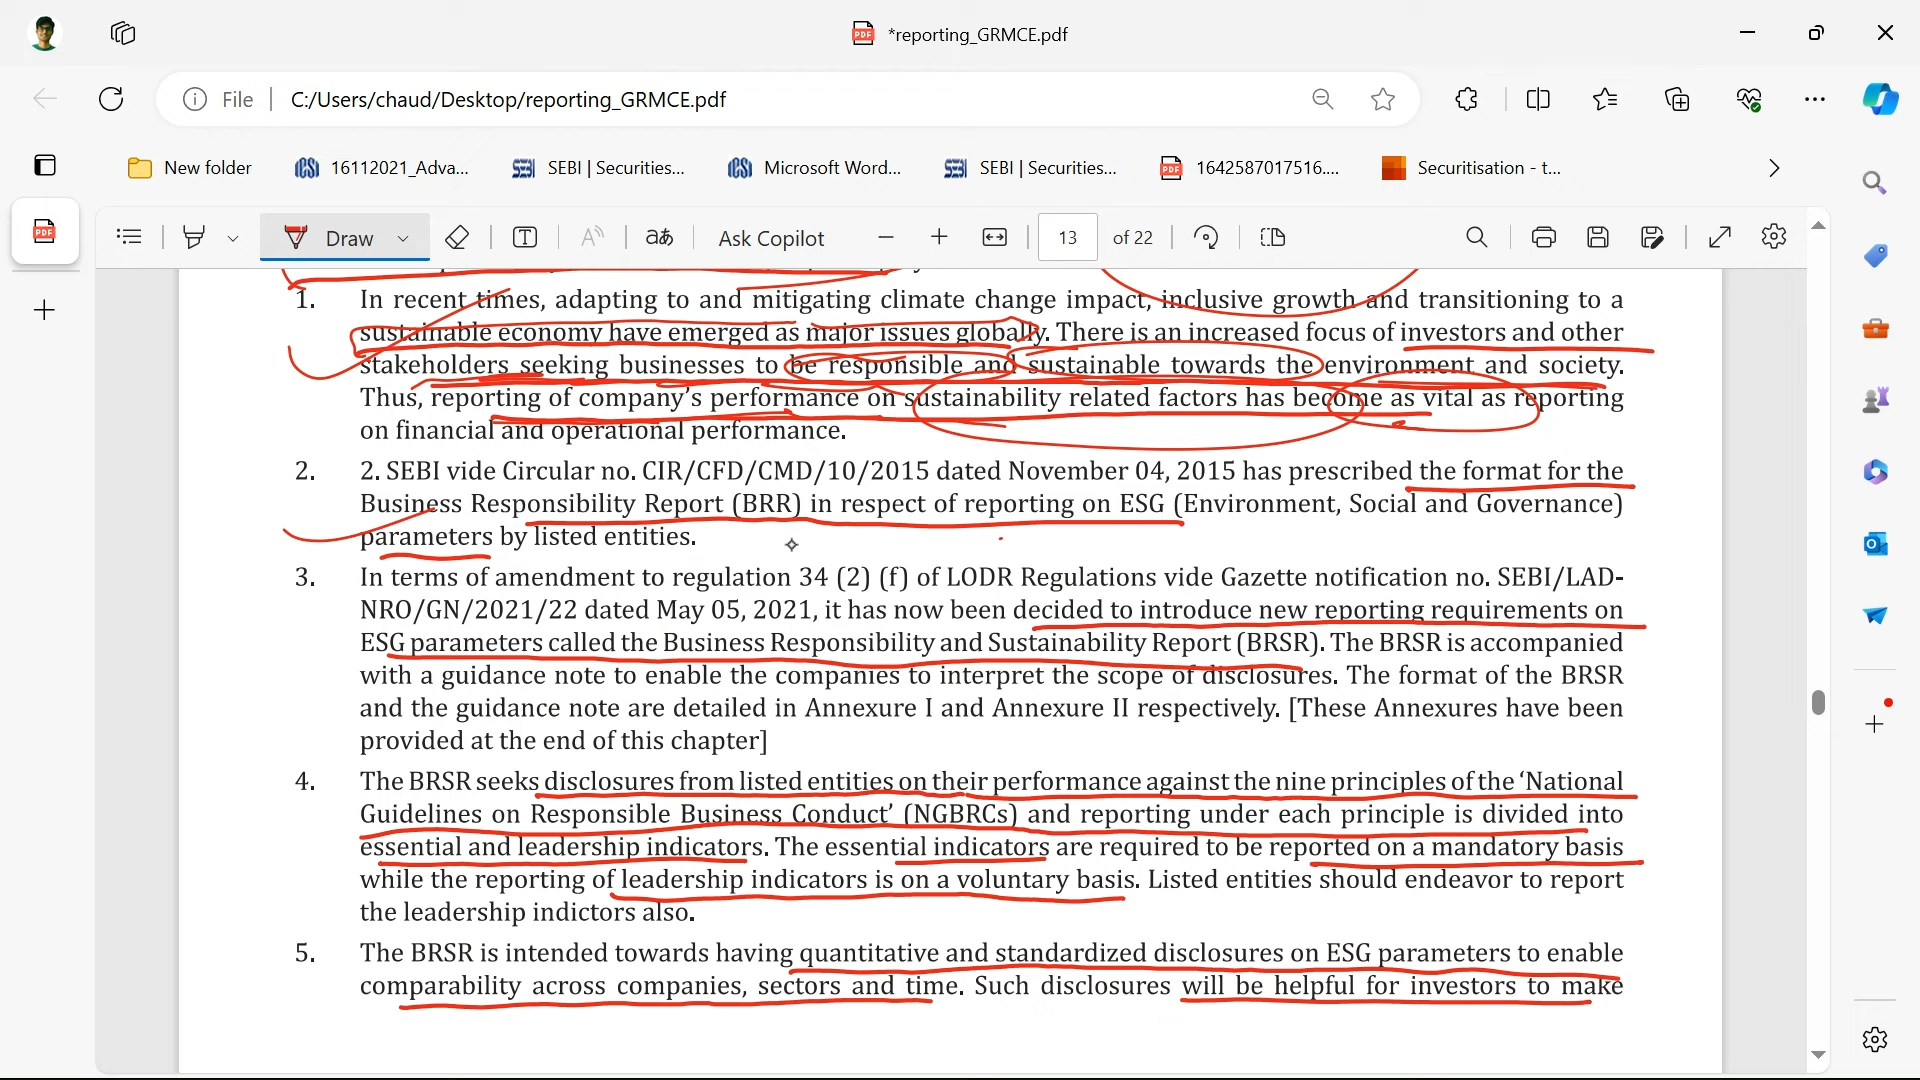 *reporting_GRMCE.pdf
File C:/Users/chaud/Desktop/reporting_GRMCE.pdf
New folder 16112021_Adva... SEBI | Securities... Microsoft Word... SEBI | Securities... 1642587017516.... Securitisation - t...
Draw T aあ Ask Copilot 13 of 22
1. In recent times, adapting to and mitigating climate change impact, inclusive growth and transitioning to a
sustainable economy have emerged as major issues globally. There is an increased focus of investors and other
stakeholders seeking businesses to be responsible and sustainable towards the environment and society.
Thus, reporting of company’s performance on sustainability related factors has become as vital as reporting
on financial and operational performance.
2. 2. SEBI vide Circular no. CIR/CFD/CMD/10/2015 dated November 04, 2015 has prescribed the format for the
Business Responsibility Report (BRR) in respect of reporting on ESG (Environment, Social and Governance)
parameters by listed entities.
3. In terms of amendment to regulation 34 (2) (f) of LODR Regulations vide Gazette notification no. SEBI/LAD-
NRO/GN/2021/22 dated May 05, 2021, it has now been decided to introduce new reporting requirements on
ESG parameters called the Business Responsibility and Sustainability Report (BRSR). The BRSR is accompanied
with a guidance note to enable the companies to interpret the scope of disclosures. The format of the BRSR
and the guidance note are detailed in Annexure I and Annexure II respectively. [These Annexures have been
provided at the end of this chapter]
4. The BRSR seeks disclosures from listed entities on their performance against the nine principles of the ‘National
Guidelines on Responsible Business Conduct’ (NGBRCs) and reporting under each principle is divided into
essential and leadership indicators. The essential indicators are required to be reported on a mandatory basis
while the reporting of leadership indicators is on a voluntary basis. Listed entities should endeavor to report
the leadership indictors also.
5. The BRSR is intended towards having quantitative and standardized disclosures on ESG parameters to enable
comparability across companies, sectors and time. Such disclosures will be helpful for investors to make